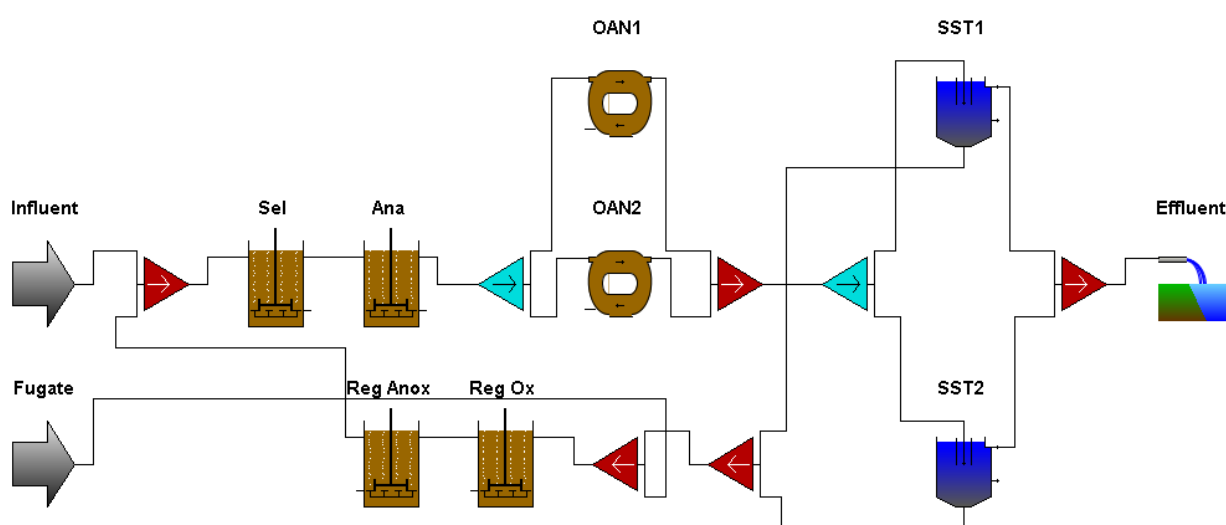 OAN1
SST1
Influent
Sel
Ana
OAN2
Effluent
Fugate
Reg Anox
Reg Ox
SST2